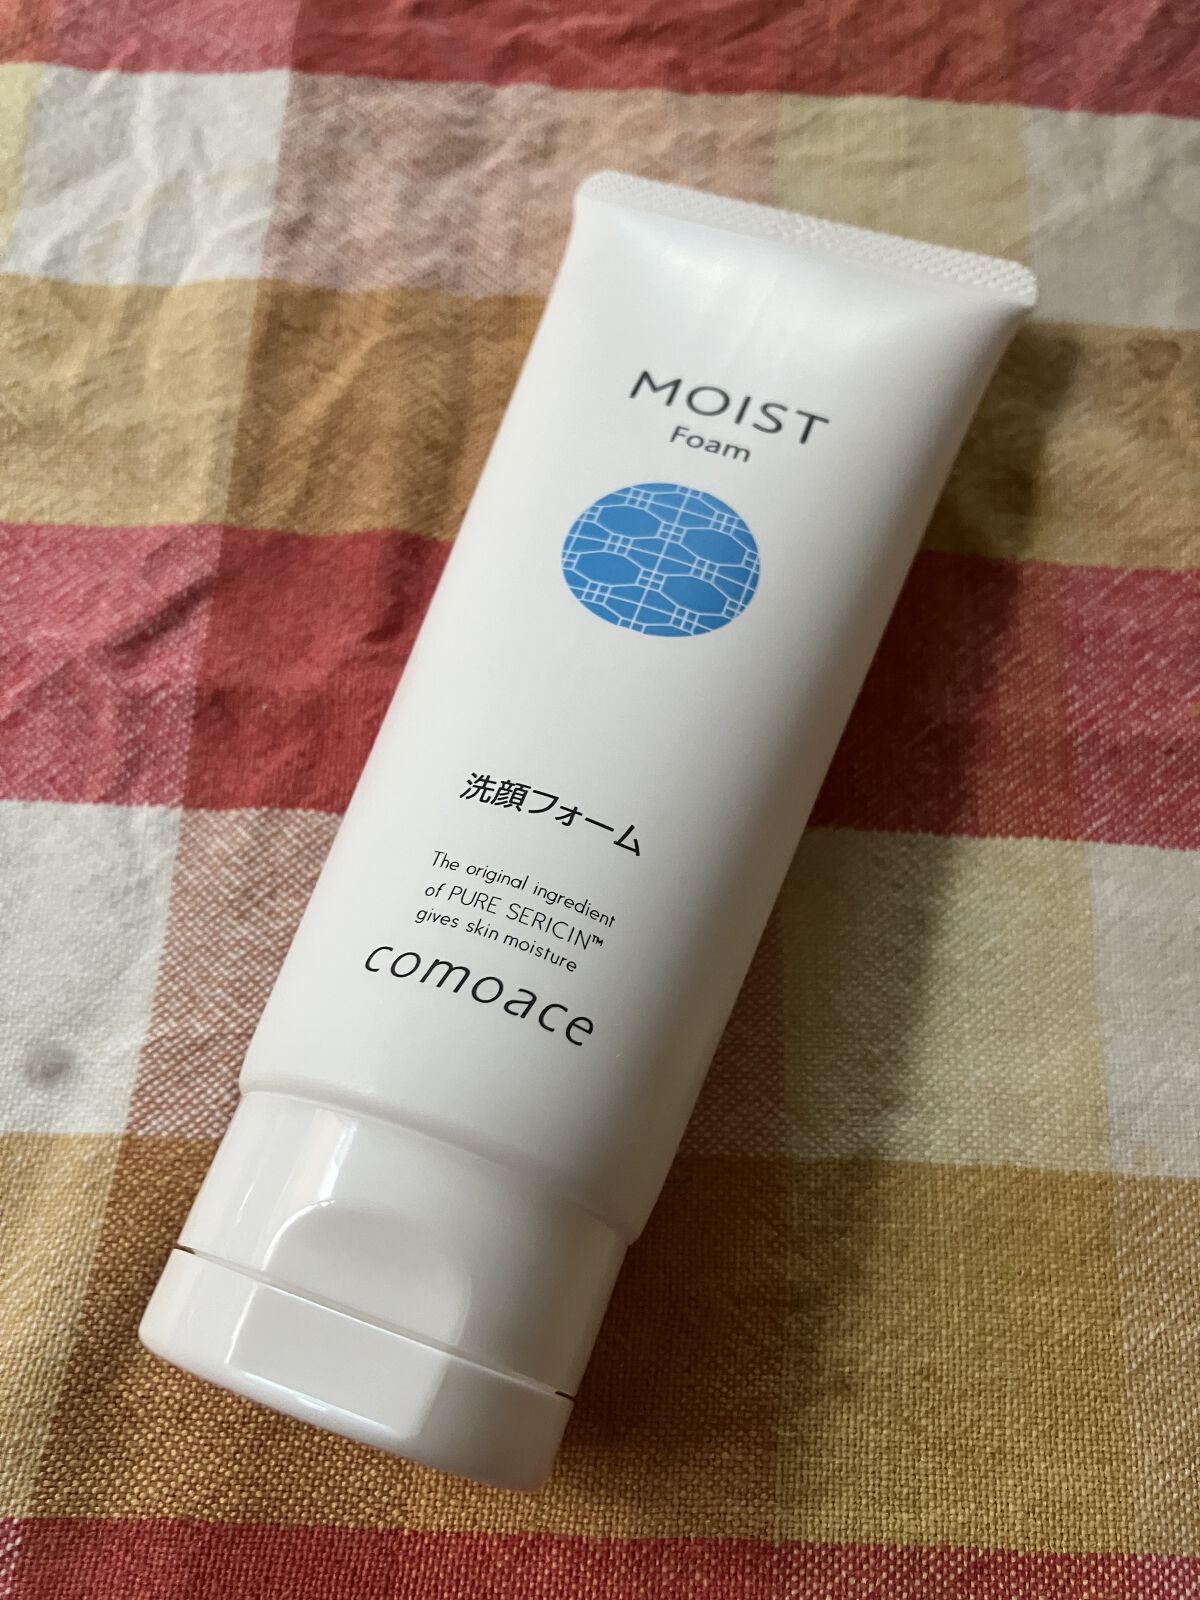 MOIST
Foam
洗顔フォーム
The original ingredient
of PURE SERICIN™
gives skin moisture
comoace